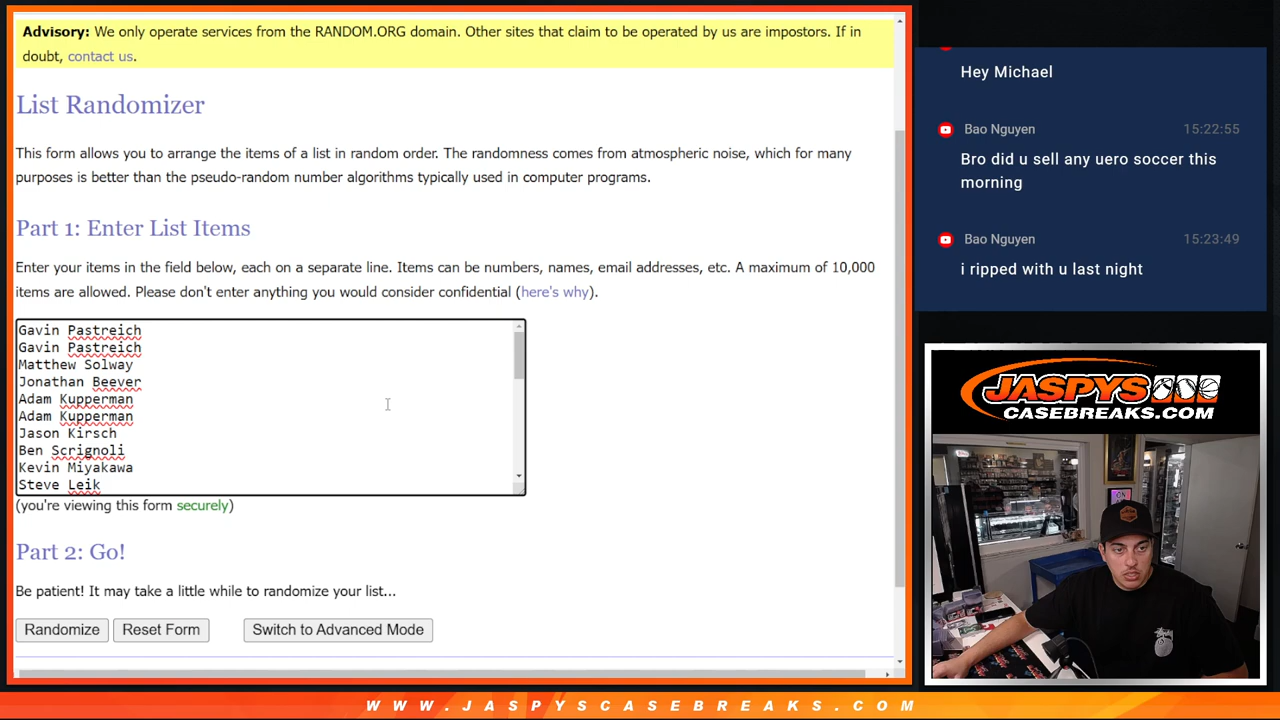 Advisory: We only operate services from the RANDOM.ORG domain. Other sites that claim to be operated by us are impostors. If in
doubt, contact us.
List Randomizer
This form allows you to arrange the items of a list in random order. The randomness comes from atmospheric noise, which for many
purposes is better than the pseudo-random number algorithms typically used in computer programs.
Part 1: Enter List Items
Enter your items in the field below, each on a separate line. Items can be numbers, names, email addresses, etc. A maximum of 10,000
items are allowed. Please don't enter anything you would consider confidential (here's why).
Gavin Pastreich
Gavin Pastreich
Matthew Solway
Jonathan Beever
Adam Kupperman
Adam Kupperman
Jason Kirsch
Ben Scrignoli
Kevin Miyakawa
Steve Leik
(you're viewing this form securely)
Part 2: Go!
Be patient! It may take a little while to randomize your list...
Randomize
Reset Form
Switch to Advanced Mode
Hey Michael
Bao Nguyen 15:22:55
Bro did u sell any uero soccer this
morning
Bao Nguyen 15:23:49
i ripped with u last night
JASPYS
CASEBREAKS.COM
WWW.JASPYSCASEBREAKS.COM